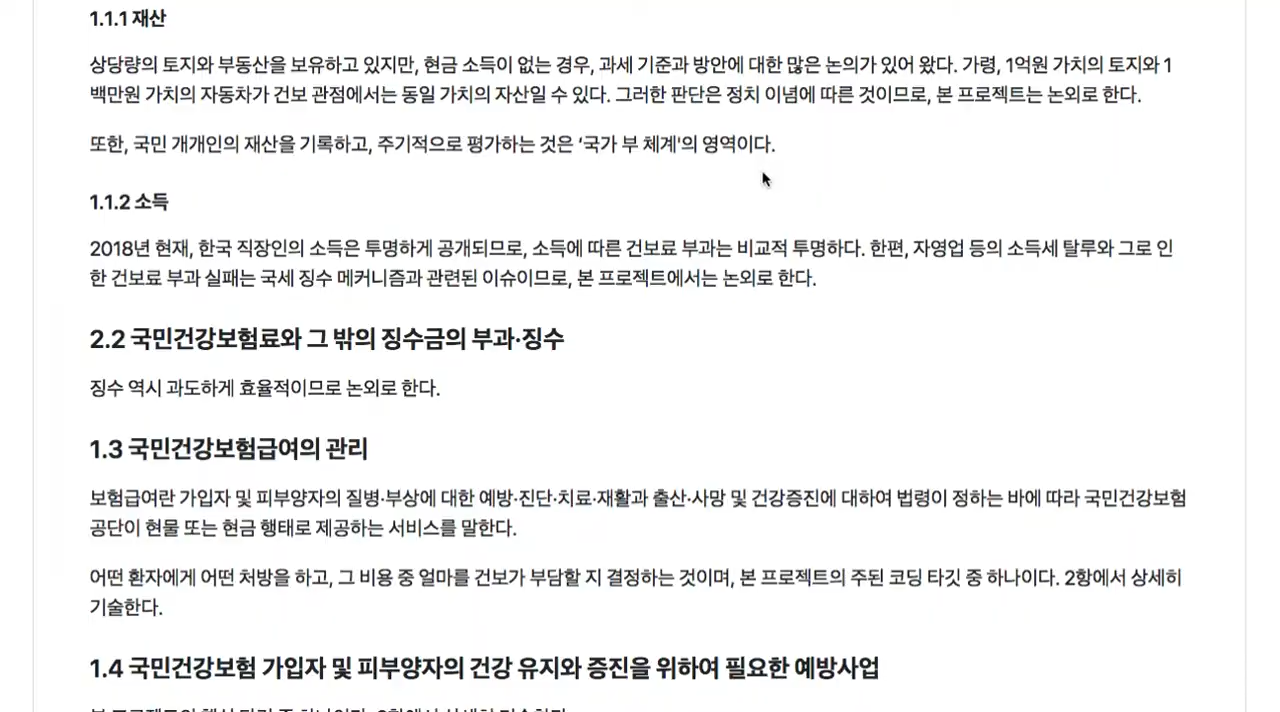 1.1.1 재산
상당량의 토지와 부동산을 보유하고 있지만, 현금 소득이 없는 경우, 과세 기준과 방안에 대한 많은 논의가 있어 왔다. 가령, 1억원 가치의 토지와 1
백만원 가치의 자동차가 건보 관점에서는 동일 가치의 자산일 수 있다. 그러한 판단은 정치 이념에 따른 것이므로, 본 프로젝트는 논외로 한다.
또한, 국민 개개인의 재산을 기록하고, 주기적으로 평가하는 것은 ‘국가 부 체계'의 영역이다.
1.1.2 소득
2018년 현재, 한국 직장인의 소득은 투명하게 공개되므로, 소득에 따른 건보료 부과는 비교적 투명하다. 한편, 자영업 등의 소득세 탈루와 그로 인
한 건보료 부과 실패는 국세 징수 메커니즘과 관련된 이슈이므로, 본 프로젝트에서는 논외로 한다.
2.2 국민건강보험료와 그 밖의 징수금의 부과·징수
징수 역시 과도하게 효율적이므로 논외로 한다.
1.3 국민건강보험급여의 관리
보험급여란 가입자 및 피부양자의 질병·부상에 대한 예방·진단·치료·재활과 출산·사망 및 건강증진에 대하여 법령이 정하는 바에 따라 국민건강보험
공단이 현물 또는 현금 행태로 제공하는 서비스를 말한다.
어떤 환자에게 어떤 처방을 하고, 그 비용 중 얼마를 건보가 부담할 지 결정하는 것이며, 본 프로젝트의 주된 코딩 타깃 중 하나이다. 2항에서 상세히
기술한다.
1.4 국민건강보험 가입자 및 피부양자의 건강 유지와 증진을 위하여 필요한 예방사업